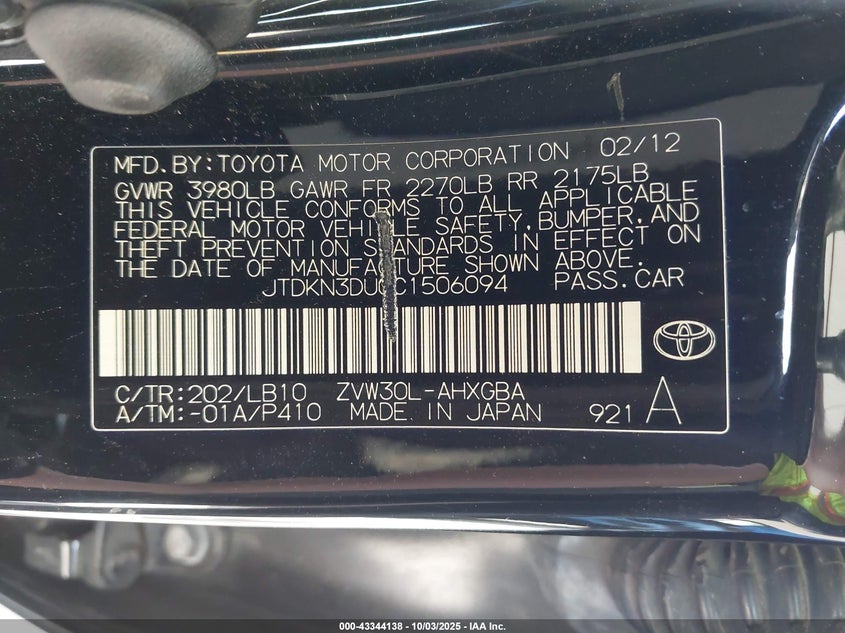 MFD.BY:TOYOTA MOTOR CORPORATION 02/12
GVWR 3980LB GAWR FR 2270LB RR 2175LB
THIS VEHICLE CONFORMS TO ALL APPLICABLE
FEDERAL MOTOR VEHICLE SAFETY,BUMPER,AND
THEFT PREVENTION STANDARDS IN EFFECT ON
THE DATE OF MANUFACTURE SHOWN ABOVE.
JTDKN3DU0C1506094 PASS.CAR
C/TR:202/LB10 ZVW30L-AHXGBA
A/TM:-01A/P410 MADE IN JAPAN 921 A
000-43344138 - 10/03/2025 - IAA Inc.